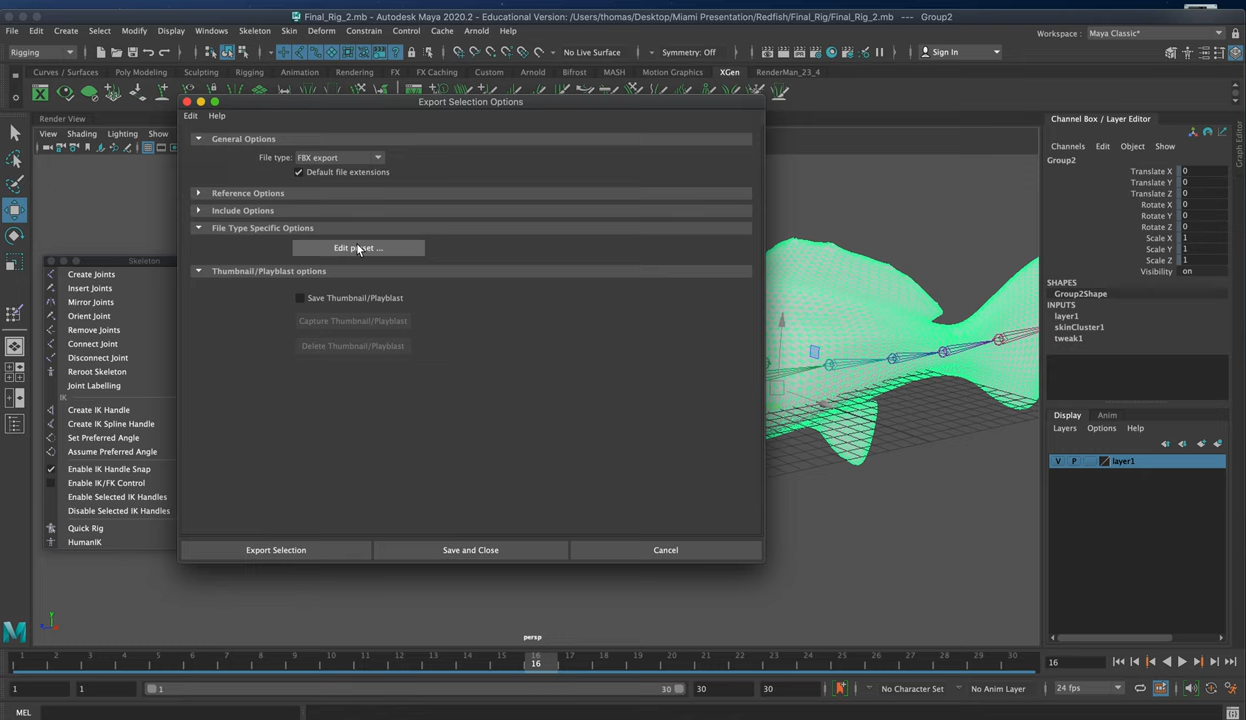 Final_Rig_2.mb - Autodesk Maya 2020.2 - Educational Version: /Users/thomas/Desktop/Miami Presentation/Redfish/Final_Rig/Final_Rig_2.mb --- Group2
File Edit Create Select Modify Display Windows Skeleton Skin Deform Constrain Control Cache Arnold Help
Workspace: Maya Classic*
Rigging No Live Surface Symmetry: Off Sign In
Curves / Surfaces Poly Modeling Sculpting Rigging Animation Rendering FX FX Caching Custom Arnold Bifrost MASH Motion Graphics XGen RenderMan_23_4
Render View
View Shading Lighting Show
Export Selection Options
Edit Help
General Options
File type: FBX export
Default file extensions
Reference Options
Include Options
File Type Specific Options
Edit preset ...
Thumbnail/Playblast options
Save Thumbnail/Playblast
Capture Thumbnail/Playblast
Delete Thumbnail/Playblast
Export Selection Save and Close Cancel
Skeleton
Create Joints
Insert Joints
Mirror Joints
Orient Joint
Remove Joints
Connect Joint
Disconnect Joint
Reroot Skeleton
Joint Labelling
IK
Create IK Handle
Create IK Spline Handle
Set Preferred Angle
Assume Preferred Angle
Enable IK Handle Snap
Enable IK/FK Control
Enable Selected IK Handles
Disable Selected IK Handles
Quick Rig
HumanIK
Channel Box / Layer Editor
Channels Edit Object Show
Group2
Translate X 0
Translate Y 0
Translate Z 0
Rotate X 0
Rotate Y 0
Rotate Z 0
Scale X 1
Scale Y 1
Scale Z 1
Visibility on
SHAPES
Group2Shape
INPUTS
layer1
skinCluster1
tweak1
Display Anim
Layers Options Help
V P layer1
Graph Editor
persp
1 2 3 4 5 6 7 8 9 10 11 12 13 14 15 16 17 18 19 20 21 22 23 24 25 26 27 28 29 30
16
16
1 1 1 30 30 30 No Character Set No Anim Layer 24 fps
MEL